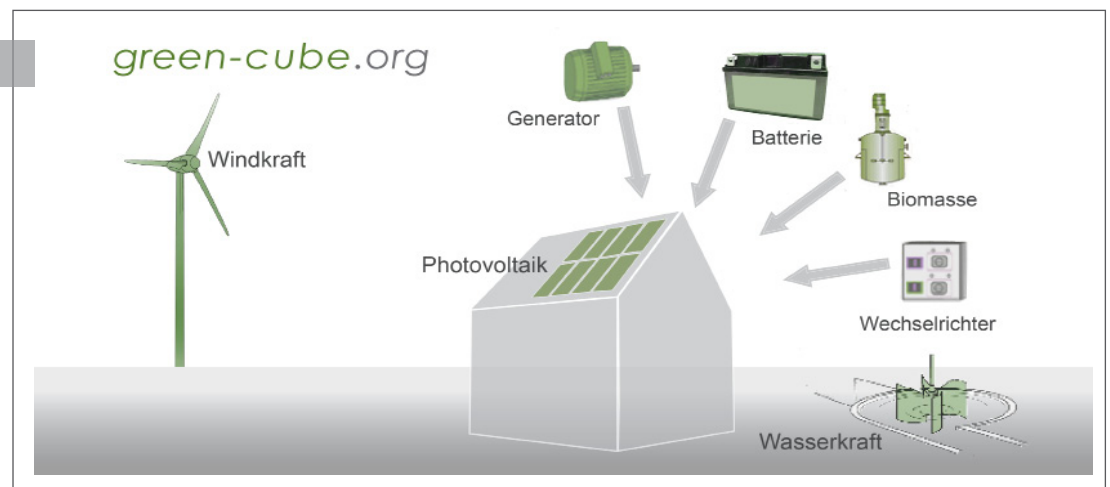 green-cube.org
Generator
Batterie
Windkraft
Biomasse
Photovoltaik
Wechselrichter
Wasserkraft